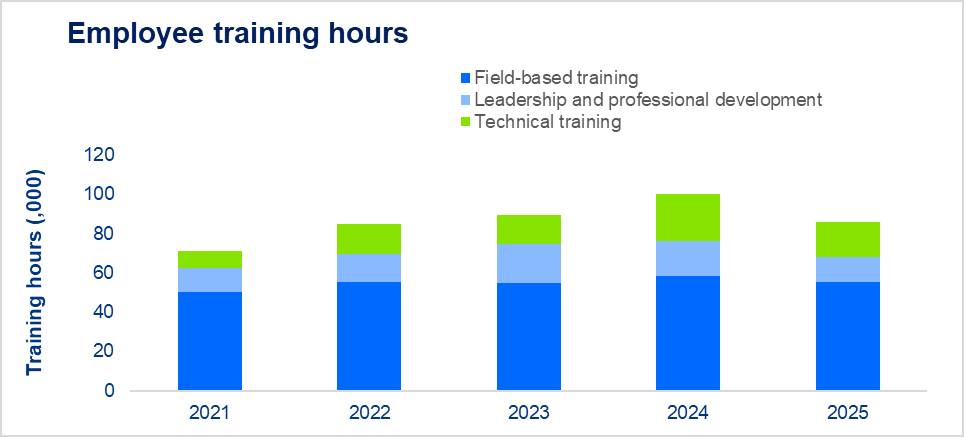 Employee training hours
Field-based training
Leadership and professional development
Technical training
Training hours (,000)
120
100
80
60
40
20
0
2021 2022 2023 2024 2025